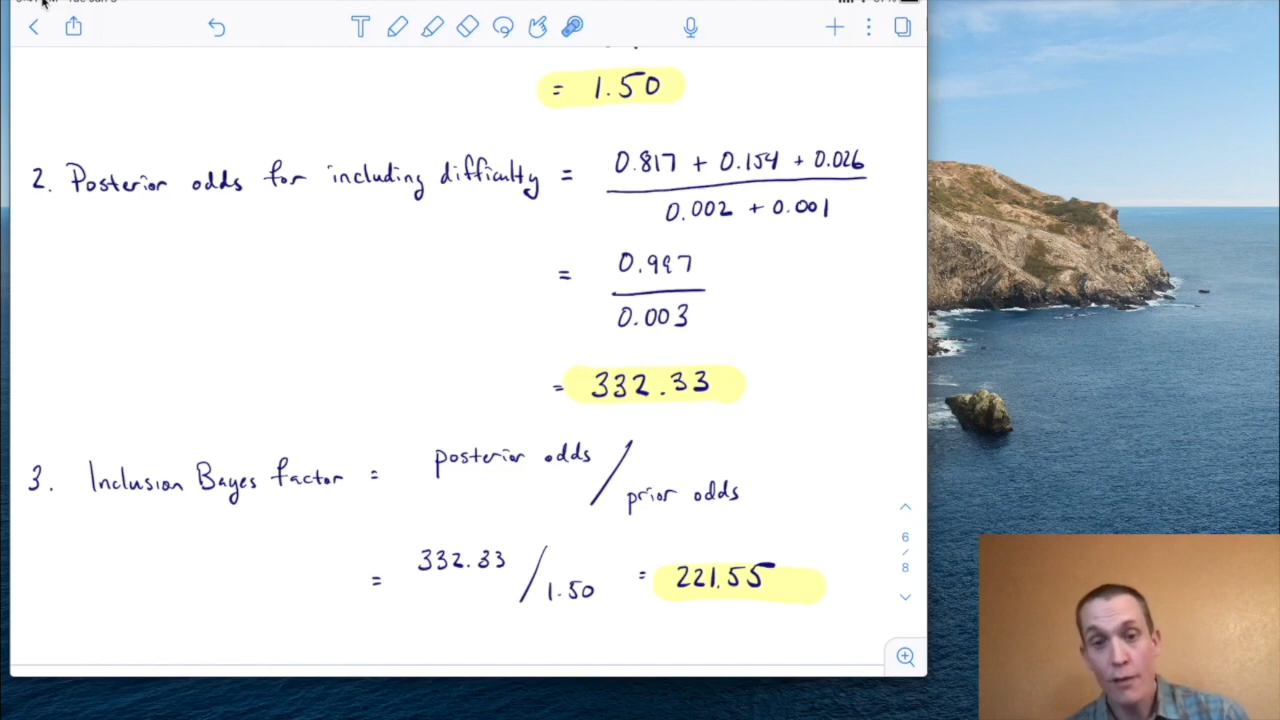 = 1.50
2. Posterior odds for including difficulty = 0.817 + 0.154 + 0.026
0.002 + 0.001
= 0.997
0.003
= 332.33
3. Inclusion Bayes factor = posterior odds / prior odds
= 332.33 / 1.50 = 221.55
6
/
8